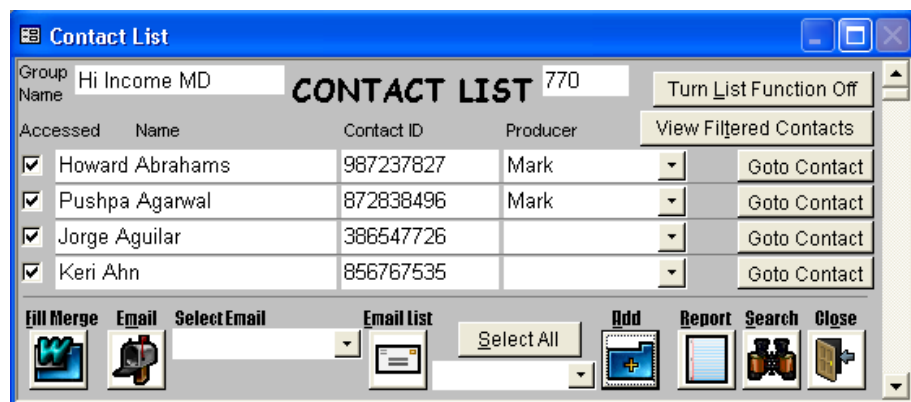 Contact List
Group Name Hi Income MD CONTACT LIST 770 Turn List Function Off
Accessed Name Contact ID Producer View Filtered Contacts
Howard Abrahams 987237827 Mark Goto Contact
Pushpa Agarwal 872838496 Mark Goto Contact
Jorge Aguilar 386547726 Goto Contact
Keri Ahn 856767535 Goto Contact
Fill Merge Email Select Email Email List Select All Add Report Search Close